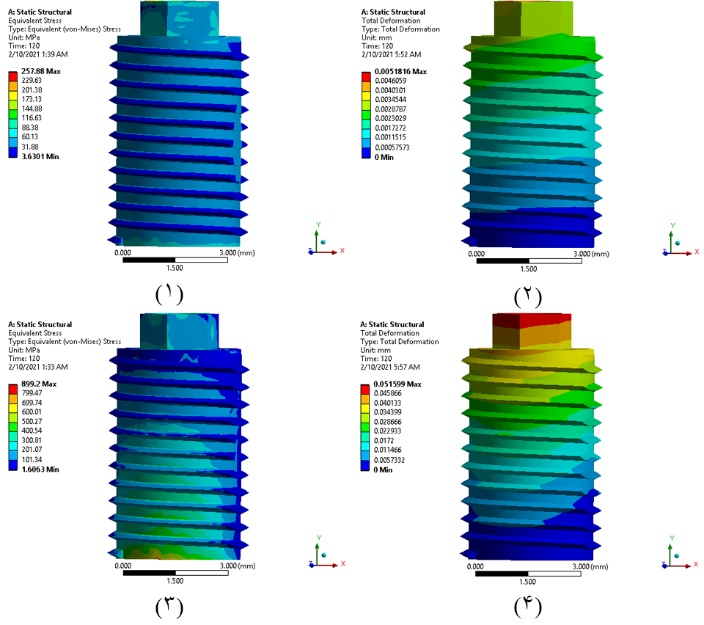 A: Static Structural
Equivalent Stress
Type: Equivalent (von-Mises) Stress
Unit: MPa
Time: 120
2/10/2021 1:39 AM
257.88 Max
229.63
201.38
173.13
144.88
116.63
88.38
60.13
31.88
3.6301 Min
0.000
3.000 (mm)
1.500
Y
X
(۱)
A: Static Structural
Total Deformation
Type: Total Deformation
Unit: mm
Time: 120
2/10/2021 5:52 AM
0.0051816 Max
0.0046059
0.0040301
0.0034544
0.0028787
0.0023029
0.0017272
0.0011515
0.00057573
0 Min
0.000
3.000 (mm)
1.500
Y
X
(۲)
A: Static Structural
Equivalent Stress
Type: Equivalent (von-Mises) Stress
Unit: MPa
Time: 120
2/10/2021 1:33 AM
899.2 Max
799.47
699.74
600.01
500.27
400.54
300.81
201.07
101.34
1.6063 Min
0.000
3.000 (mm)
1.500
Y
X
(۳)
A: Static Structural
Total Deformation
Type: Total Deformation
Unit: mm
Time: 120
2/10/2021 5:57 AM
0.051599 Max
0.045866
0.040133
0.034399
0.028666
0.022933
0.0172
0.011466
0.0057332
0 Min
0.000
3.000 (mm)
1.500
Y
X
(۴)